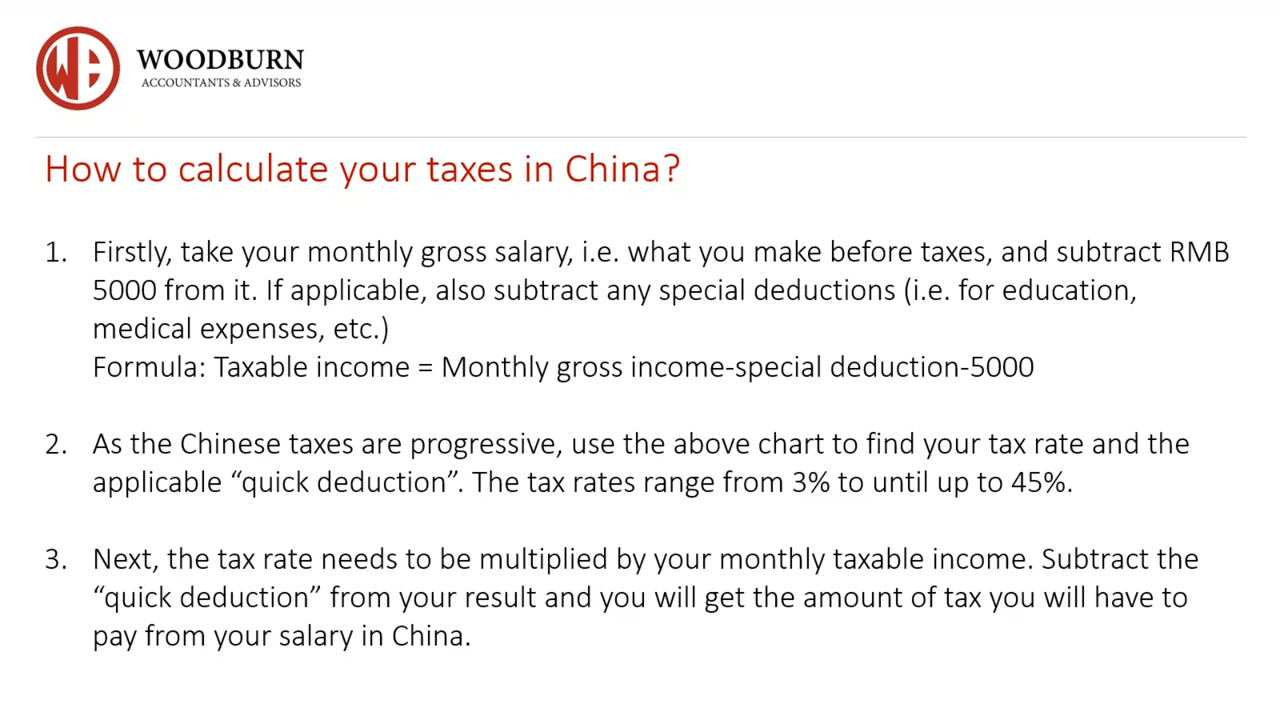 WOODBURN
ACCOUNTANTS & ADVISORS
How to calculate your taxes in China?
1. Firstly, take your monthly gross salary, i.e. what you make before taxes, and subtract RMB
5000 from it. If applicable, also subtract any special deductions (i.e. for education,
medical expenses, etc.)
Formula: Taxable income = Monthly gross income-special deduction-5000
2. As the Chinese taxes are progressive, use the above chart to find your tax rate and the
applicable “quick deduction”. The tax rates range from 3% to until up to 45%.
3. Next, the tax rate needs to be multiplied by your monthly taxable income. Subtract the
“quick deduction” from your result and you will get the amount of tax you will have to
pay from your salary in China.